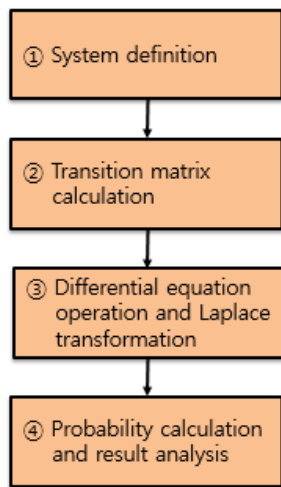 ① System definition
② Transition matrix
calculation
③ Differential equation
operation and Laplace
transformation
④ Probability calculation
and result analysis